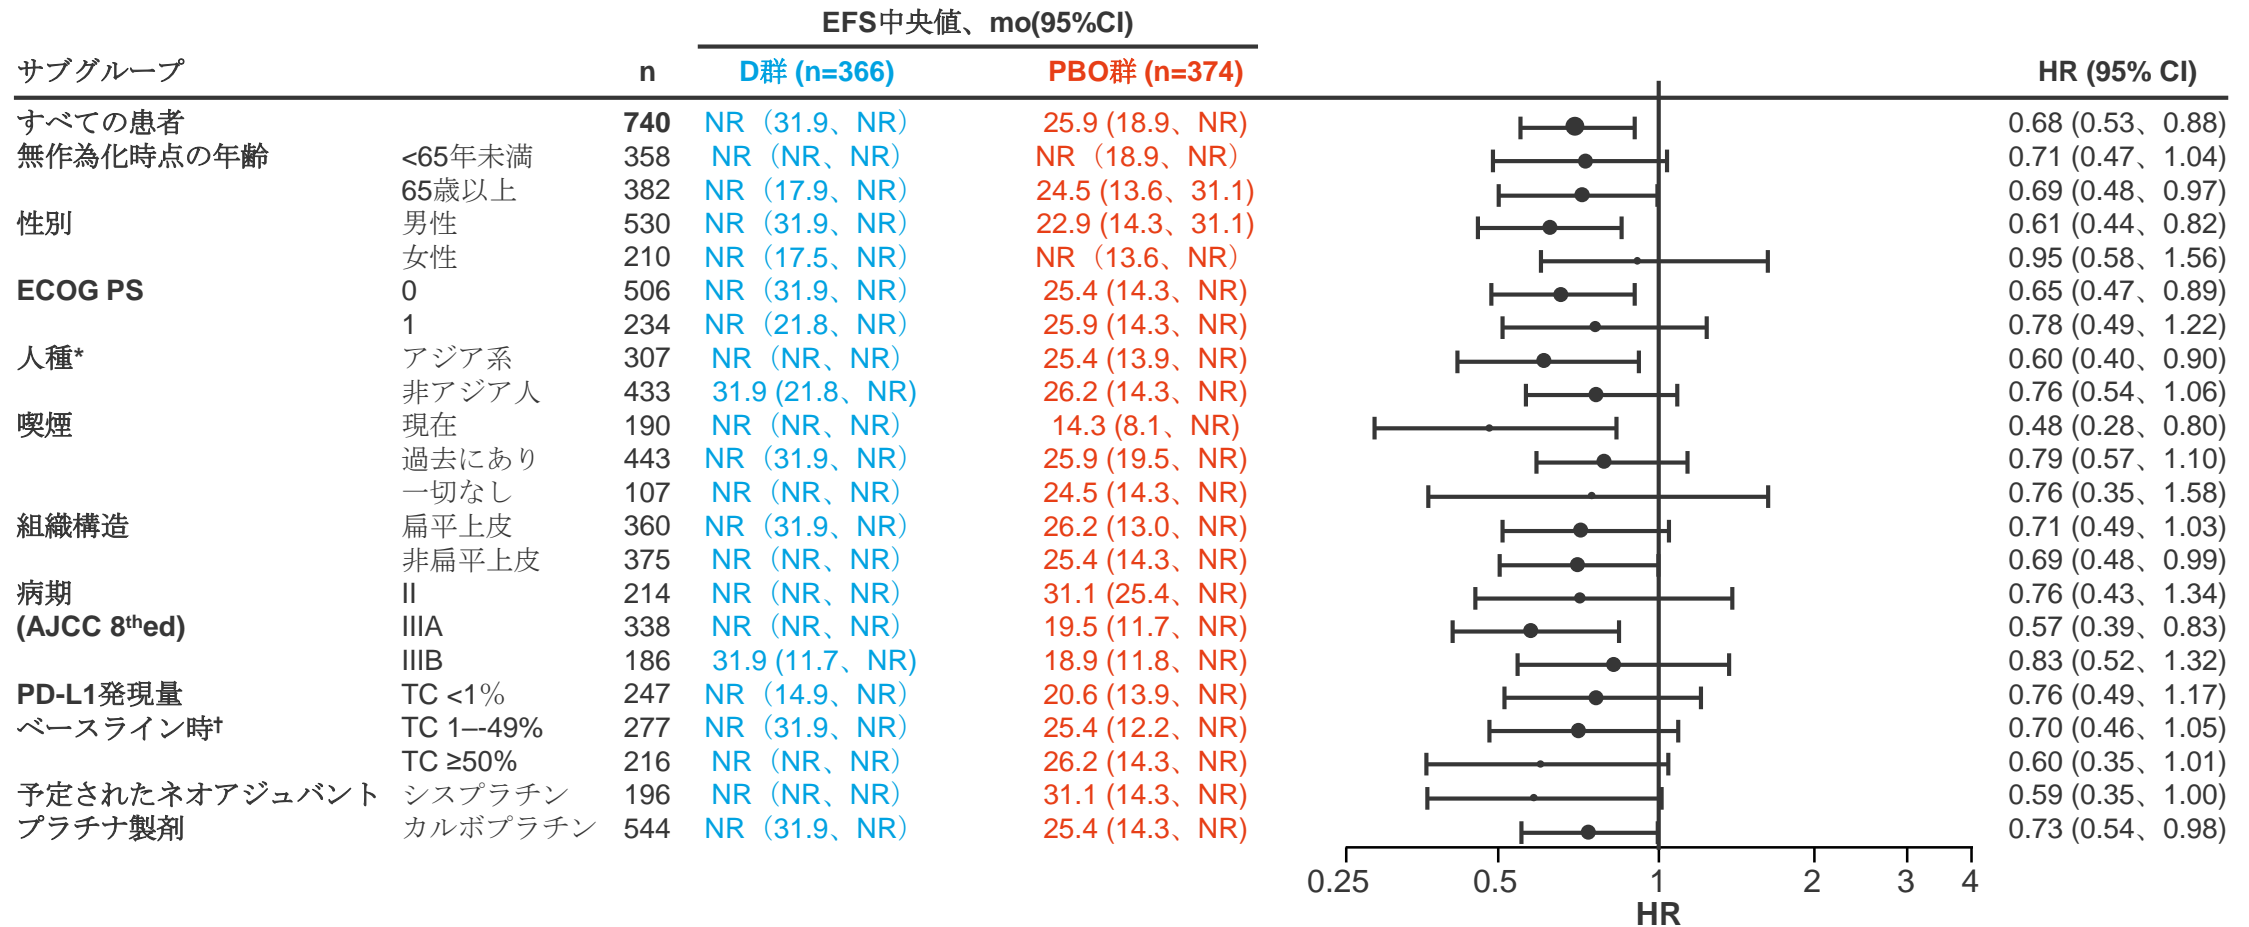 EFS中央値、mo(95%CI)
サブグループ n D群 (n=366) PBO群 (n=374) HR (95% CI)
すべての患者 740 NR（31.9、NR） 25.9 (18.9、NR) 0.68 (0.53、0.88)
無作為化時点の年齢 <65年未満 358 NR（NR、NR） NR（18.9、NR） 0.71 (0.47、1.04)
65歳以上 382 NR（17.9、NR） 24.5 (13.6、31.1) 0.69 (0.48、0.97)
性別 男性 530 NR（31.9、NR） 22.9 (14.3、31.1) 0.61 (0.44、0.82)
女性 210 NR（17.5、NR） NR（13.6、NR） 0.95 (0.58、1.56)
ECOG PS 0 506 NR（31.9、NR） 25.4 (14.3、NR) 0.65 (0.47、0.89)
1 234 NR（21.8、NR） 25.9 (14.3、NR) 0.78 (0.49、1.22)
人種* アジア系 307 NR（NR、NR） 25.4 (13.9、NR) 0.60 (0.40、0.90)
非アジア人 433 31.9 (21.8、NR) 26.2 (14.3、NR) 0.76 (0.54、1.06)
喫煙 現在 190 NR（NR、NR） 14.3 (8.1、NR) 0.48 (0.28、0.80)
過去にあり 443 NR（31.9、NR） 25.9 (19.5、NR) 0.79 (0.57、1.10)
一切なし 107 NR（NR、NR） 24.5 (14.3、NR) 0.76 (0.35、1.58)
組織構造 扁平上皮 360 NR（31.9、NR） 26.2 (13.0、NR) 0.71 (0.49、1.03)
非扁平上皮 375 NR（NR、NR） 25.4 (14.3、NR) 0.69 (0.48、0.99)
病期 II 214 NR（NR、NR） 31.1 (25.4、NR) 0.76 (0.43、1.34)
(AJCC 8thed) IIIA 338 NR（NR、NR） 19.5 (11.7、NR) 0.57 (0.39、0.83)
IIIB 186 31.9 (11.7、NR) 18.9 (11.8、NR) 0.83 (0.52、1.32)
PD-L1発現量 TC <1％ 247 NR（14.9、NR） 20.6 (13.9、NR) 0.76 (0.49、1.17)
ベースライン時† TC 1–-49% 277 NR（31.9、NR） 25.4 (12.2、NR) 0.70 (0.46、1.05)
TC ≥50% 216 NR（NR、NR） 26.2 (14.3、NR) 0.60 (0.35、1.01)
予定されたネオアジュバント シスプラチン 196 NR（NR、NR） 31.1 (14.3、NR) 0.59 (0.35、1.00)
プラチナ製剤 カルボプラチン 544 NR（31.9、NR） 25.4 (14.3、NR) 0.73 (0.54、0.98)
0.25 0.5 1 2 3 4
HR